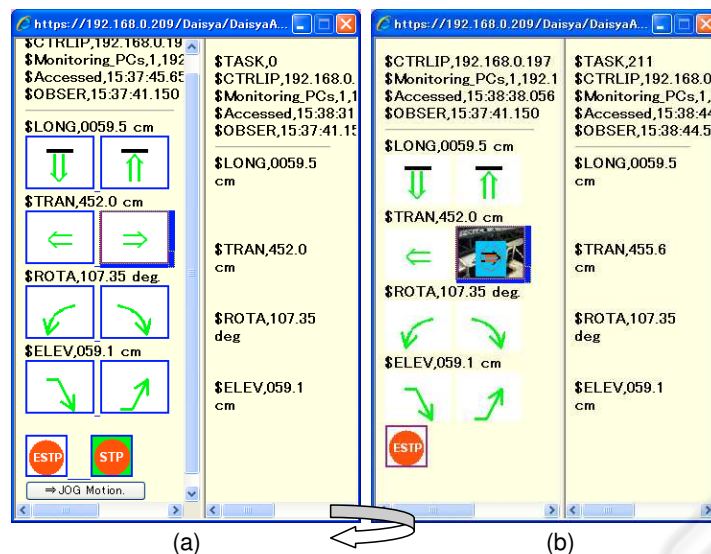 https://192.168.0.209/Daisya/DaisyaA...
$CTRLIP,192.168.0.19
$Monitoring_PCs,1,192
$Accessed,15:37:45.65
$OBSER,15:37:41.150
$LONG,0059.5 cm
$TRAN,452.0 cm
$ROTA,107.35 deg.
$ELEV,059.1 cm
ESTP
STP
⇒JOG Motion.
$TASK,0
$CTRLIP,192.168.0.
$Monitoring_PCs,1,1
$Accessed,15:38:31
$OBSER,15:37:41.15
$LONG,0059.5
cm
$TRAN,452.0
cm
$ROTA,107.35
deg
$ELEV,059.1
cm
(a)
https://192.168.0.209/Daisya/DaisyaA...
$CTRLIP,192.168.0.197
$Monitoring_PCs,1,192.1
$Accessed,15:38:38.056
$OBSER,15:37:41.150
$LONG,0059.5 cm
$TRAN,452.0 cm
$ROTA,107.35 deg.
$ELEV,059.1 cm
ESTP
$TASK,211
$CTRLIP,192.168.0
$Monitoring_PCs,1,
$Accessed,15:38:44
$OBSER,15:38:44.5
$LONG,0059.5
cm
$TRAN,455.6
cm
$ROTA,107.35
deg
$ELEV,059.1
cm
(b)